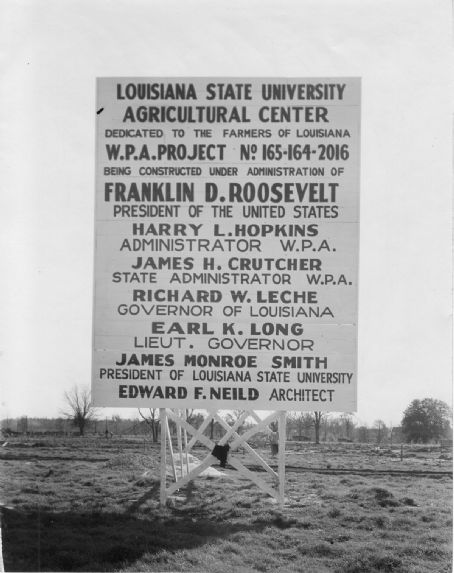 LOUISIANA STATE UNIVERSITY
AGRICULTURAL CENTER
DEDICATED TO THE FARMERS OF LOUISIANA
W.P.A. PROJECT Nº 165-164-2016
BEING CONSTRUCTED UNDER ADMINISTRATION OF
FRANKLIN D. ROOSEVELT
PRESIDENT OF THE UNITED STATES
HARRY L. HOPKINS
ADMINISTRATOR W.P.A.
JAMES H. CRUTCHER
STATE ADMINISTRATOR W.P.A.
RICHARD W. LECHE
GOVERNOR OF LOUISIANA
EARL K. LONG
LIEUT. GOVERNOR
JAMES MONROE SMITH
PRESIDENT OF LOUISIANA STATE UNIVERSITY
EDWARD F. NEILD ARCHITECT